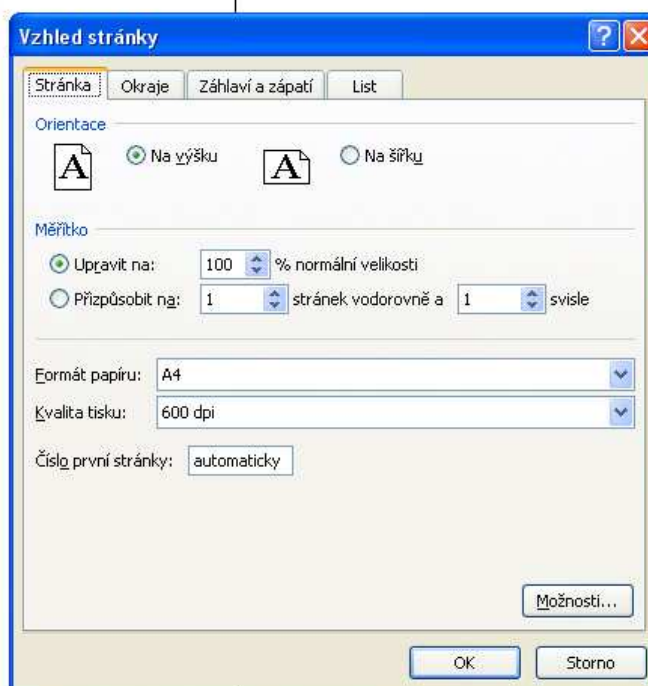 Vzhled stránky
Stránka Okraje Záhlaví a zápatí List
Orientace
A Na výšku A Na šířku
Měřítko
Upravit na: 100 % normální velikosti
Přizpůsobit na: 1 stránek vodorovně a 1 svisle
Formát papíru: A4
Kvalita tisku: 600 dpi
Číslo první stránky: automaticky
Možnosti...
OK Storno